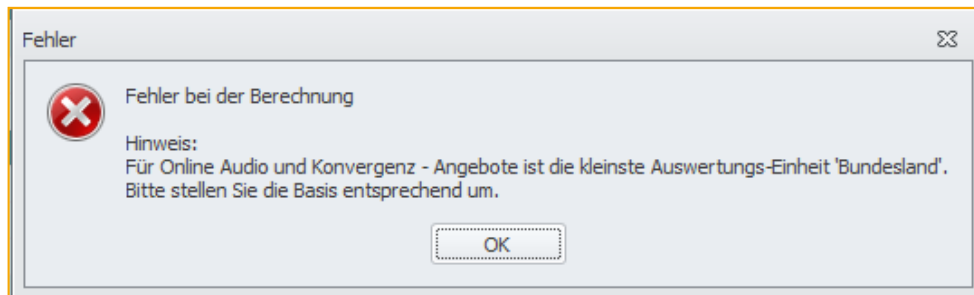 Fehler
Fehler bei der Berechnung
Hinweis:
Für Online Audio und Konvergenz - Angebote ist die kleinste Auswertungs-Einheit 'Bundesland'.
Bitte stellen Sie die Basis entsprechend um.
OK